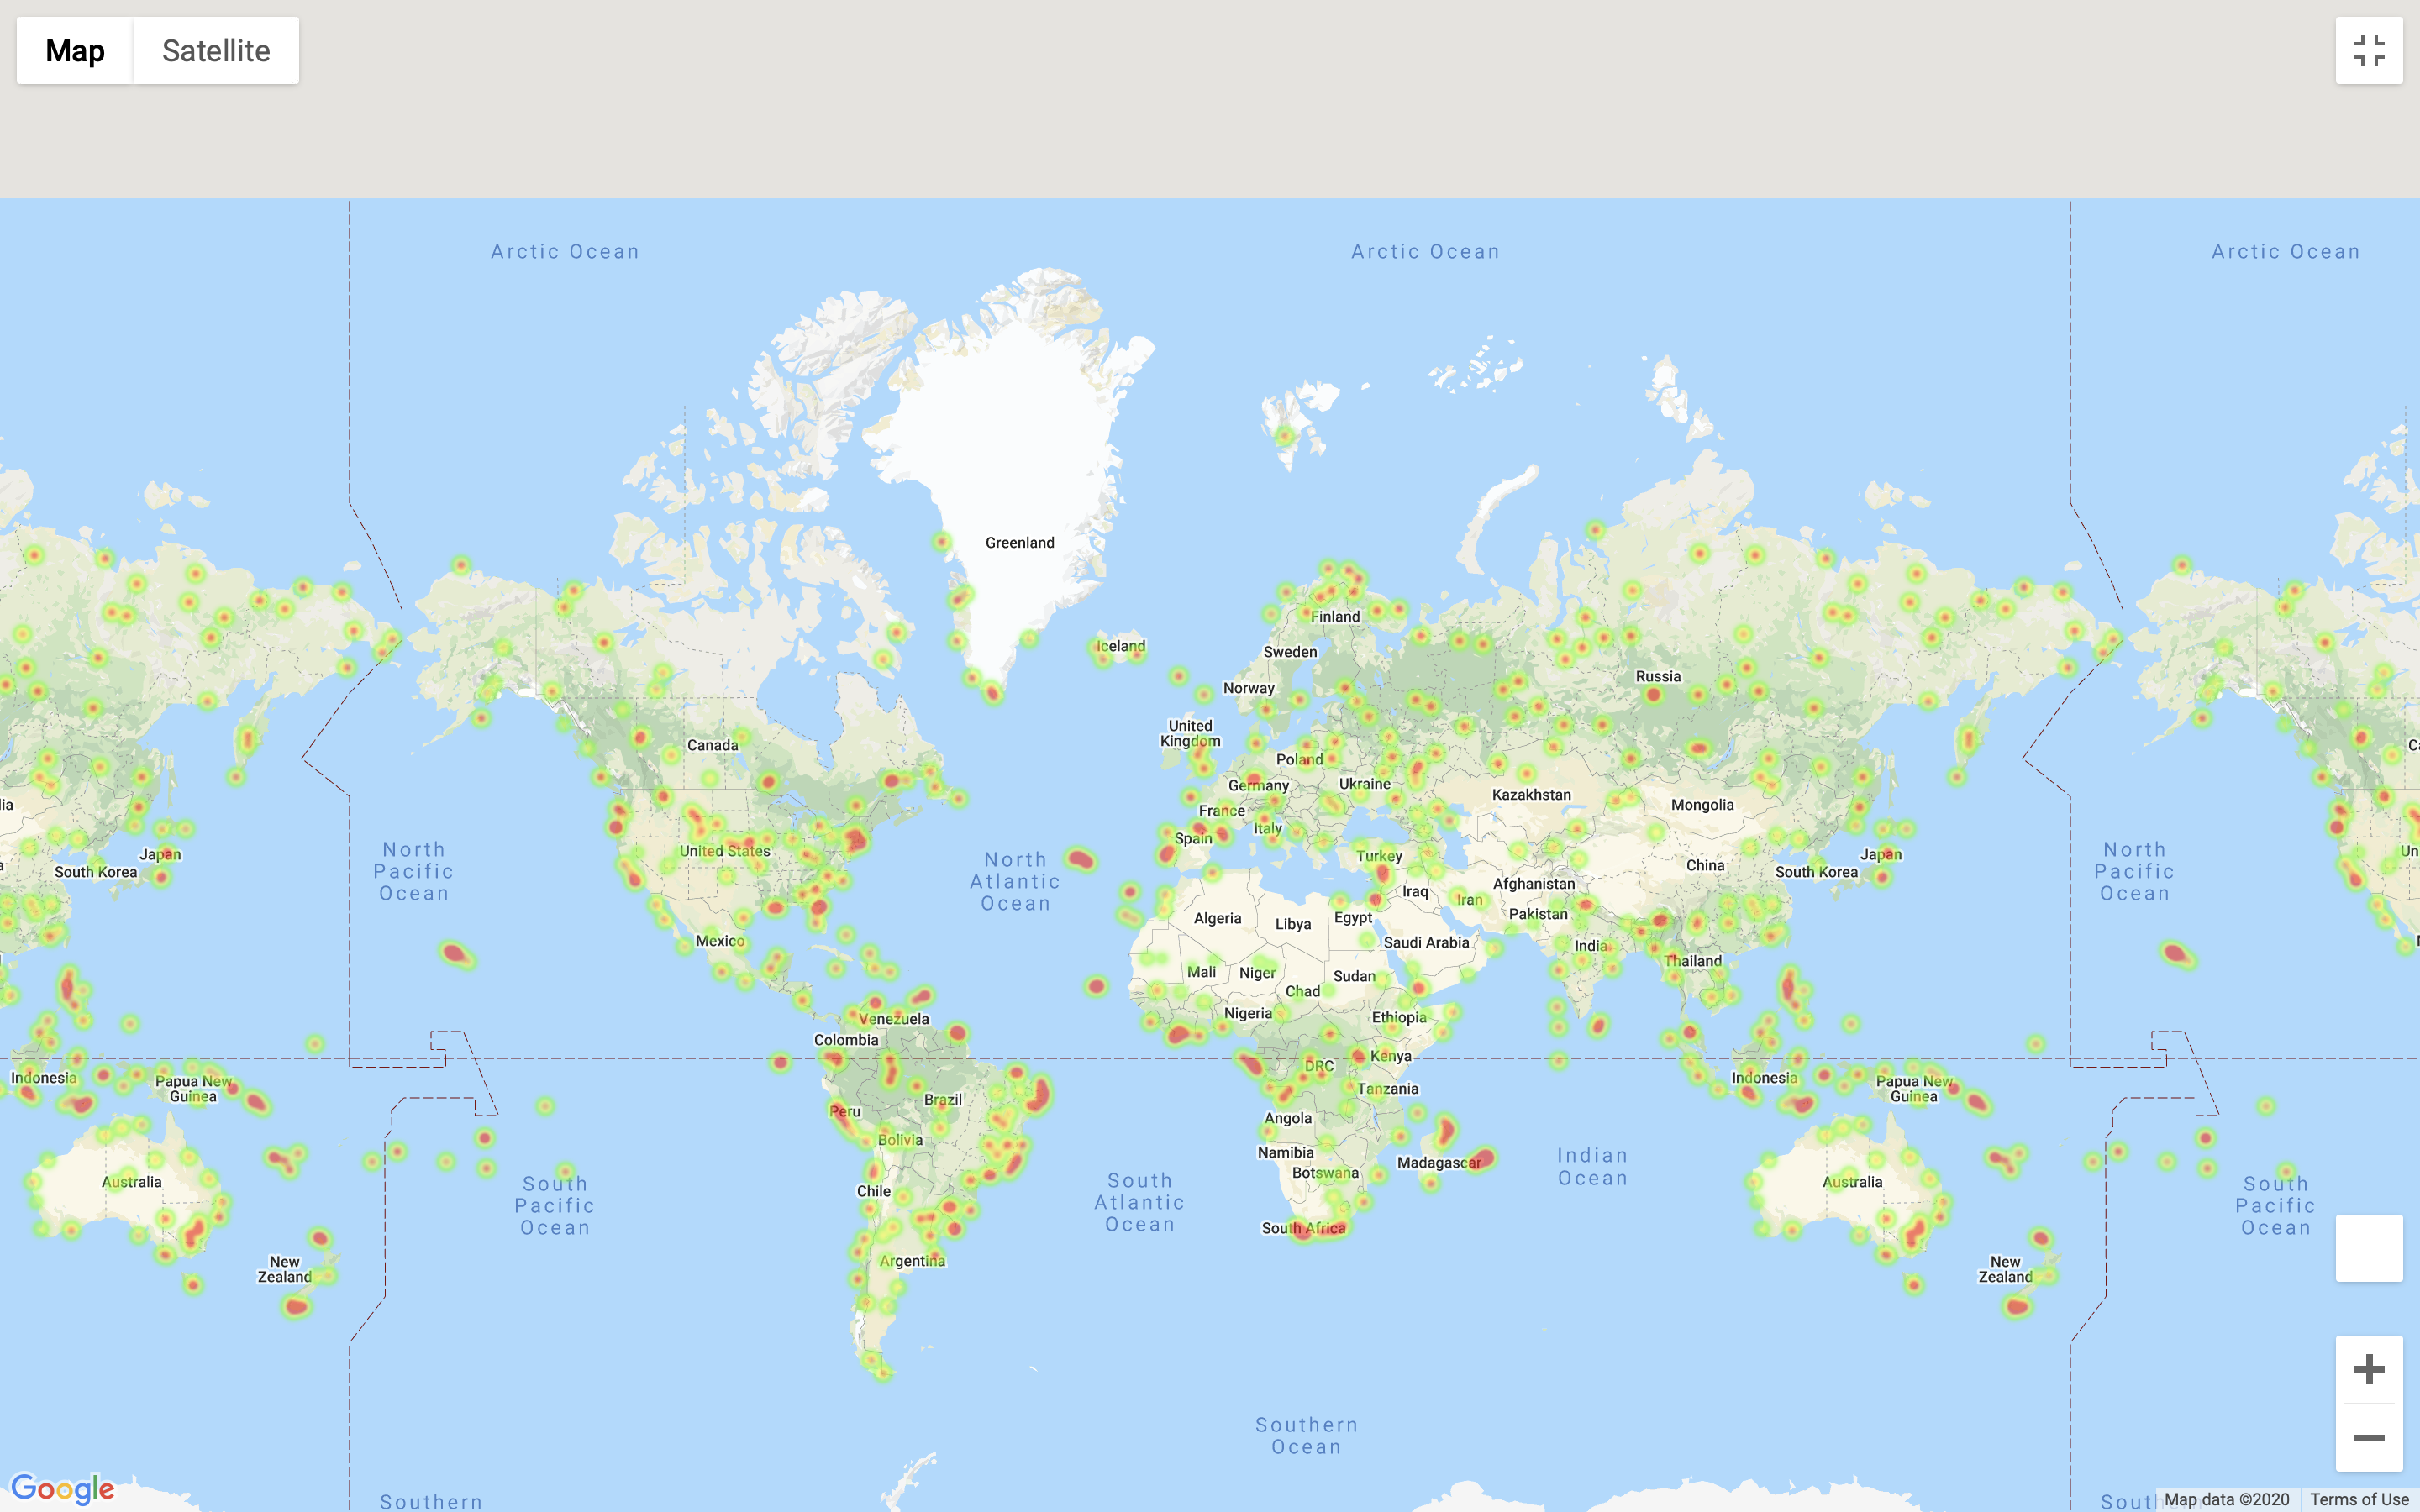 Map
Satellite
Arctic Ocean
Arctic Ocean
Arctic Ocean
Greenland
Finland
Iceland
Sweden
Russia
Norway
United
Kingdom
Canada
Poland
Germany
Ukraine
Kazakhstan
Mongolia
France
Italy
Spain
United States
Turkey
Japan
South Korea
China
South Korea
Japan
North
Pacific
Ocean
North
Atlantic
Ocean
North
Pacific
Ocean
Afghanistan
Iraq
Iran
Algeria
Libya
Egypt
Pakistan
Mexico
Saudi Arabia
India
Mali
Niger
Sudan
Thailand
Chad
Nigeria
Ethiopia
Venezuela
Colombia
Kenya
DRC
Indonesia
Papua New
Guinea
Tanzania
Indonesia
Papua New
Guinea
Brazil
Peru
Angola
Bolivia
Namibia
Madagascar
Botswana
Indian
Ocean
Australia
Australia
South
Pacific
Ocean
Chile
South
Atlantic
Ocean
South
Pacific
Ocean
South Africa
Argentina
New
Zealand
New
Zealand
Southern
Ocean
Google
Southern
Map data ©2020
Terms of Use